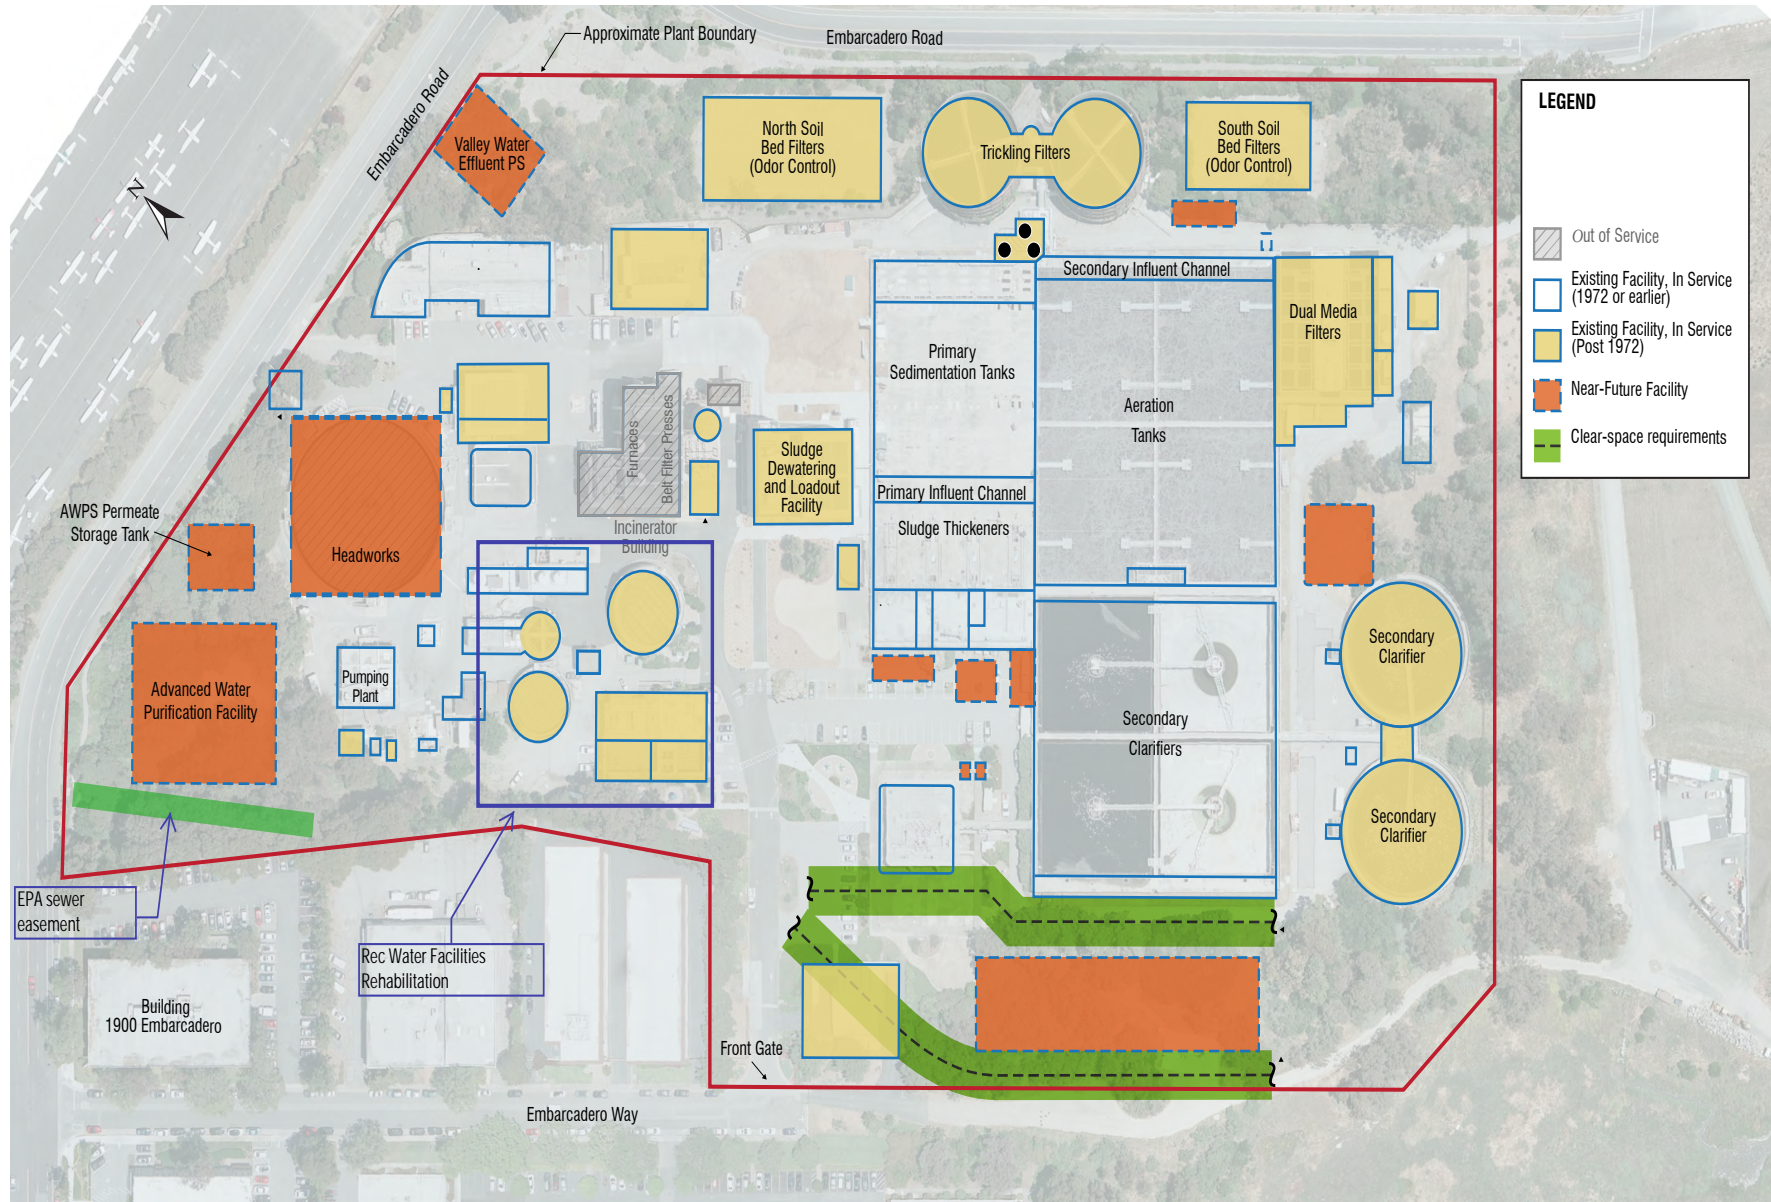 Approximate Plant Boundary
Embarcadero Road
Embarcadero Road
LEGEND
Out of Service
Existing Facility, In Service
(1972 or earlier)
Existing Facility, In Service
(Post 1972)
Near-Future Facility
Clear-space requirements
N
Valley Water
Effluent PS
North Soil
Bed Filters
(Odor Control)
Trickling Filters
South Soil
Bed Filters
(Odor Control)
Secondary Influent Channel
Dual Media
Filters
Primary
Sedimentation Tanks
Aeration
Tanks
Furnaces
Belt Filter Presses
Incinerator
Building
Sludge
Dewatering
and Loadout
Facility
Primary Influent Channel
Sludge Thickeners
AWPS Permeate
Storage Tank
Headworks
Advanced Water
Purification Facility
Pumping
Plant
Secondary
Clarifiers
Secondary
Clarifier
Secondary
Clarifier
EPA sewer
easement
Rec Water Facilities
Rehabilitation
Building
1900 Embarcadero
Front Gate
Embarcadero Way